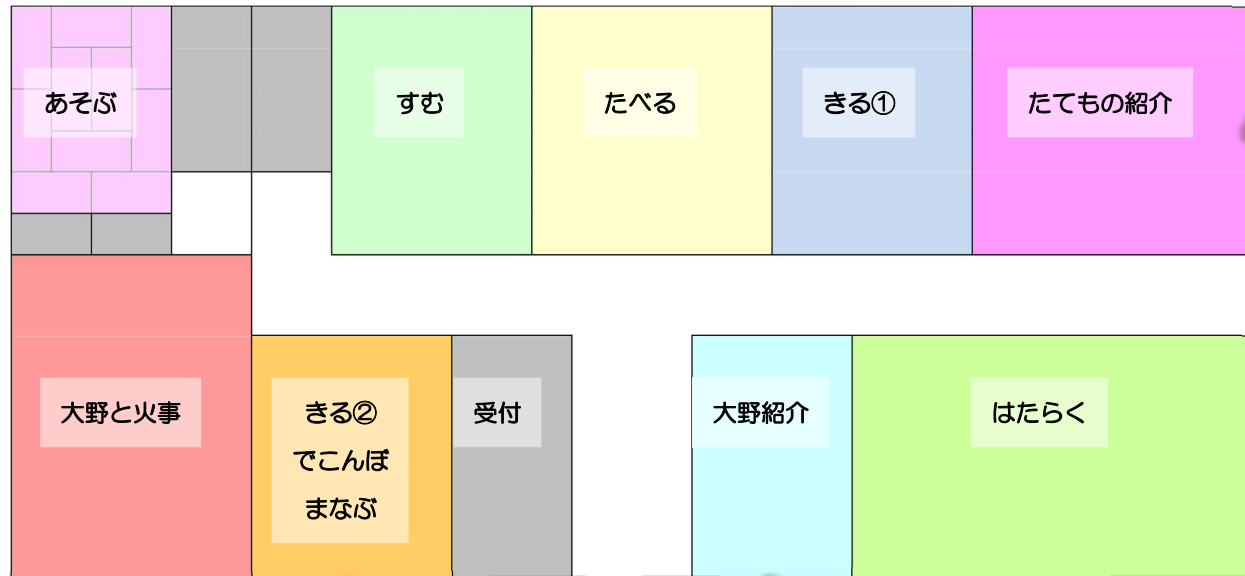 あそぶ
すむ
たべる
きる①
たてもの紹介
大野と火事
きる②
でこんぼ
まなぶ
受付
大野紹介
はたらく